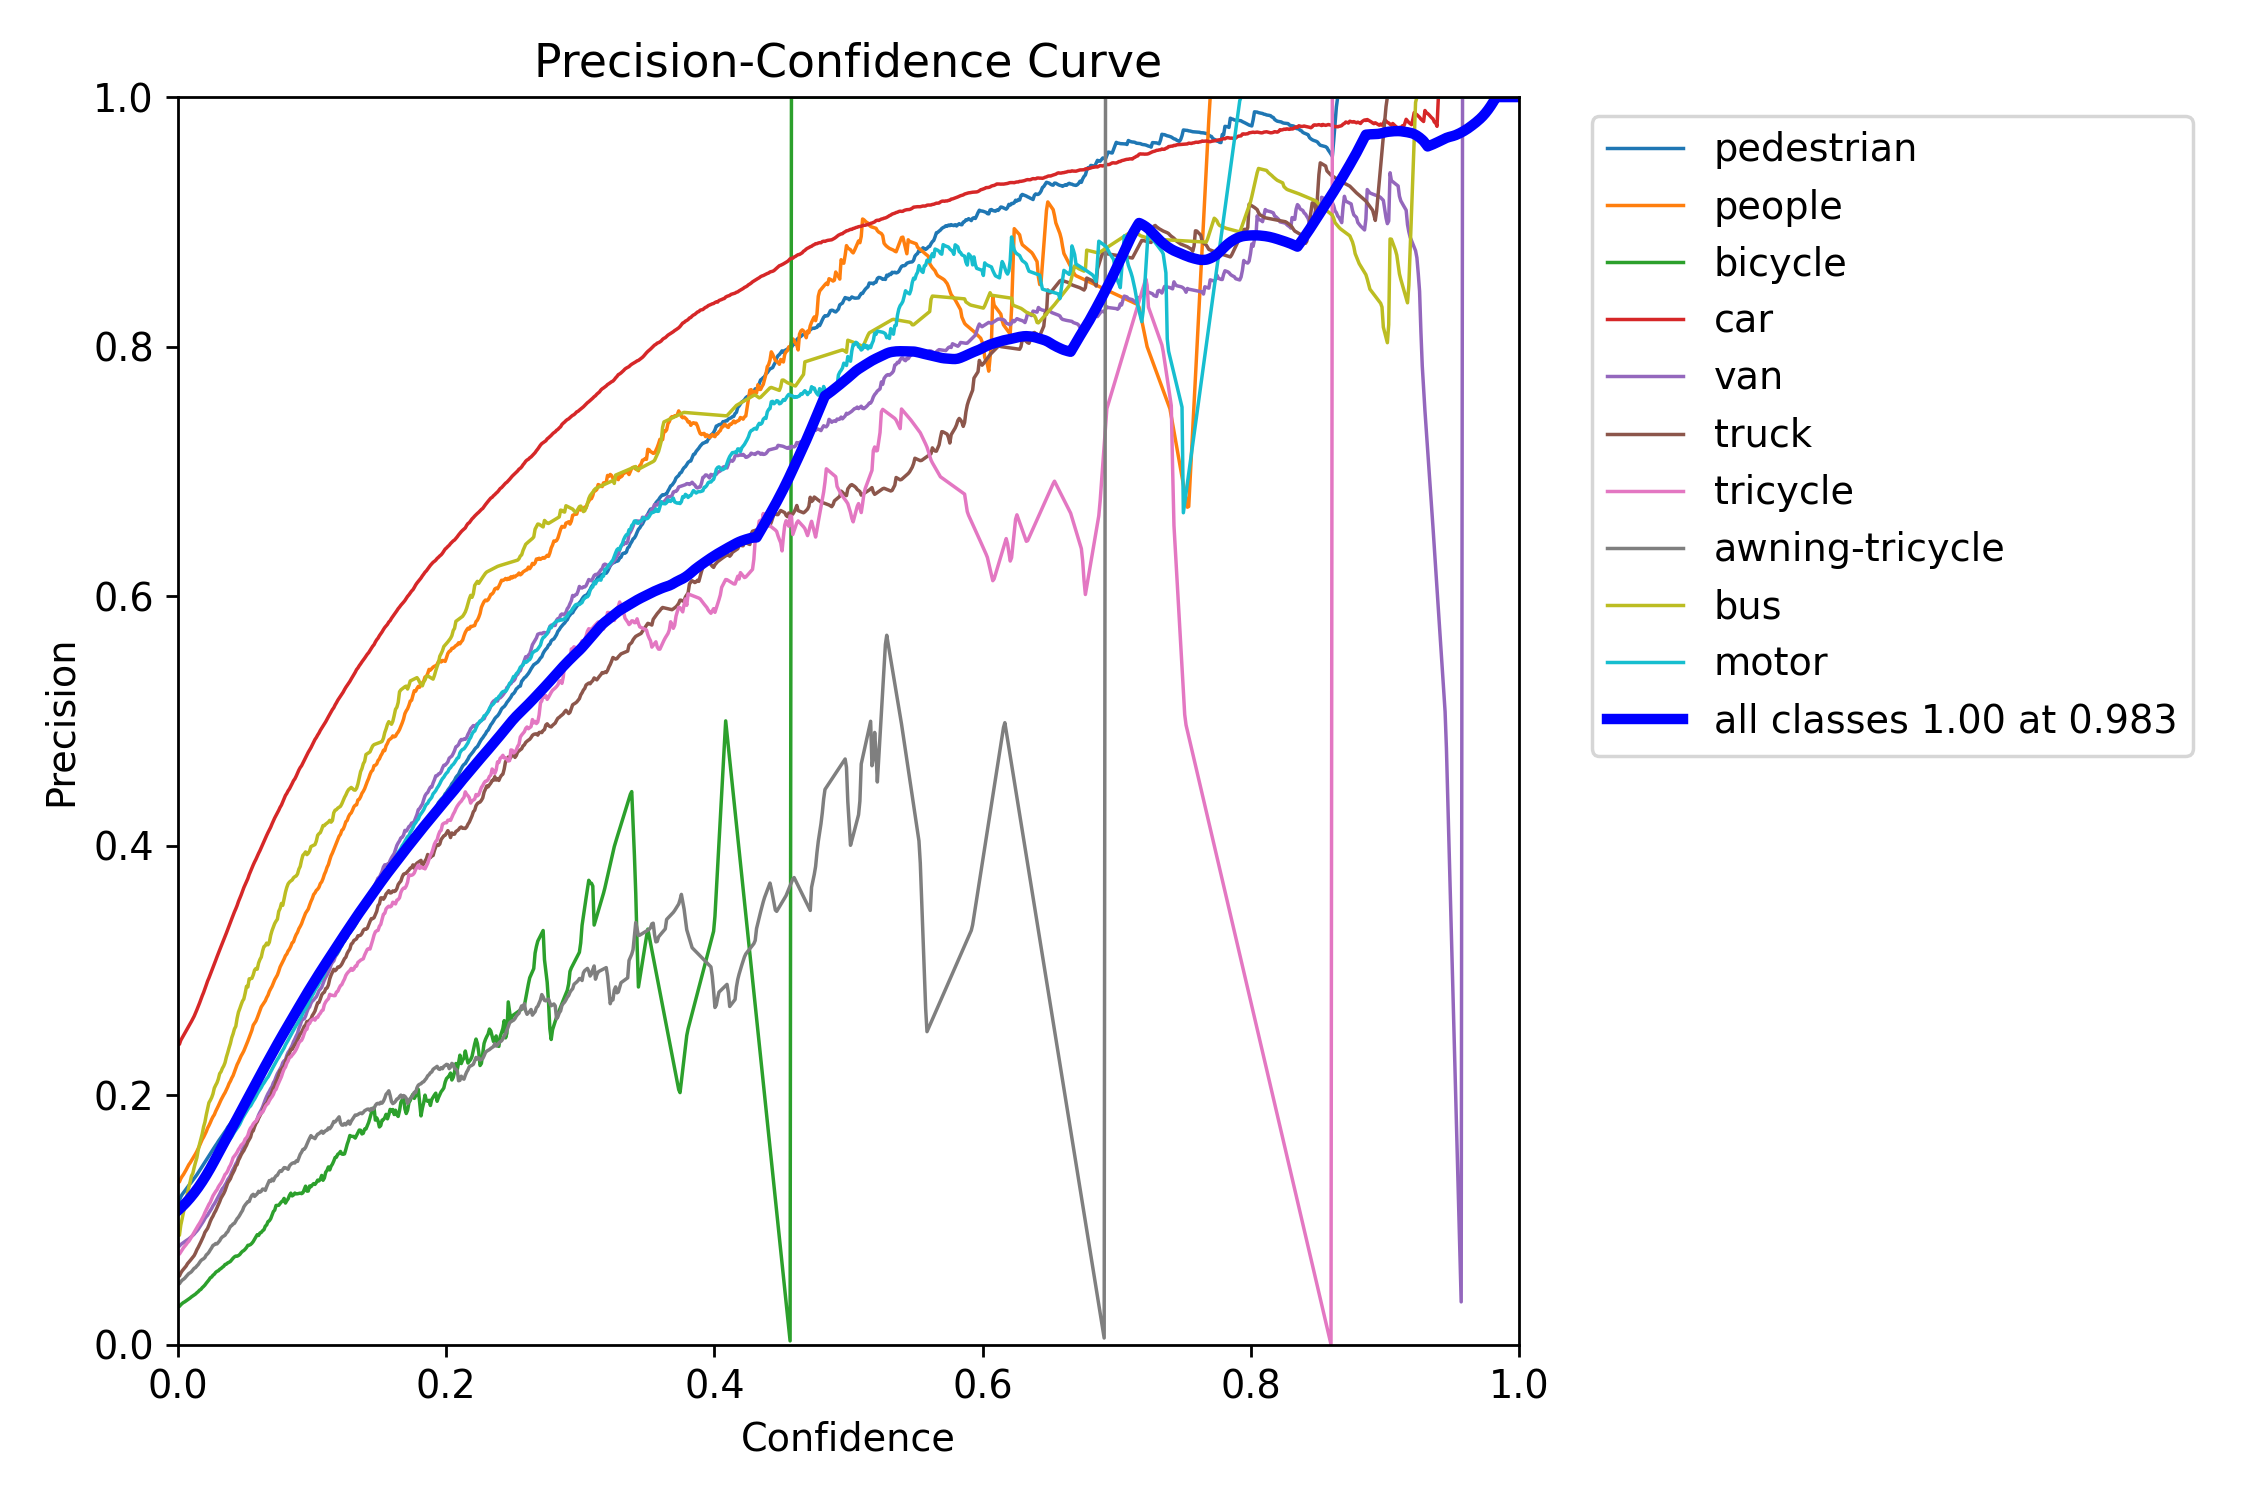 Precision-Confidence Curve
1.0
0.8
0.6
0.4
0.2
0.0
Precision
0.0 0.2 0.4 0.6 0.8 1.0
Confidence
pedestrian
people
bicycle
car
van
truck
tricycle
awning-tricycle
bus
motor
all classes 1.00 at 0.983